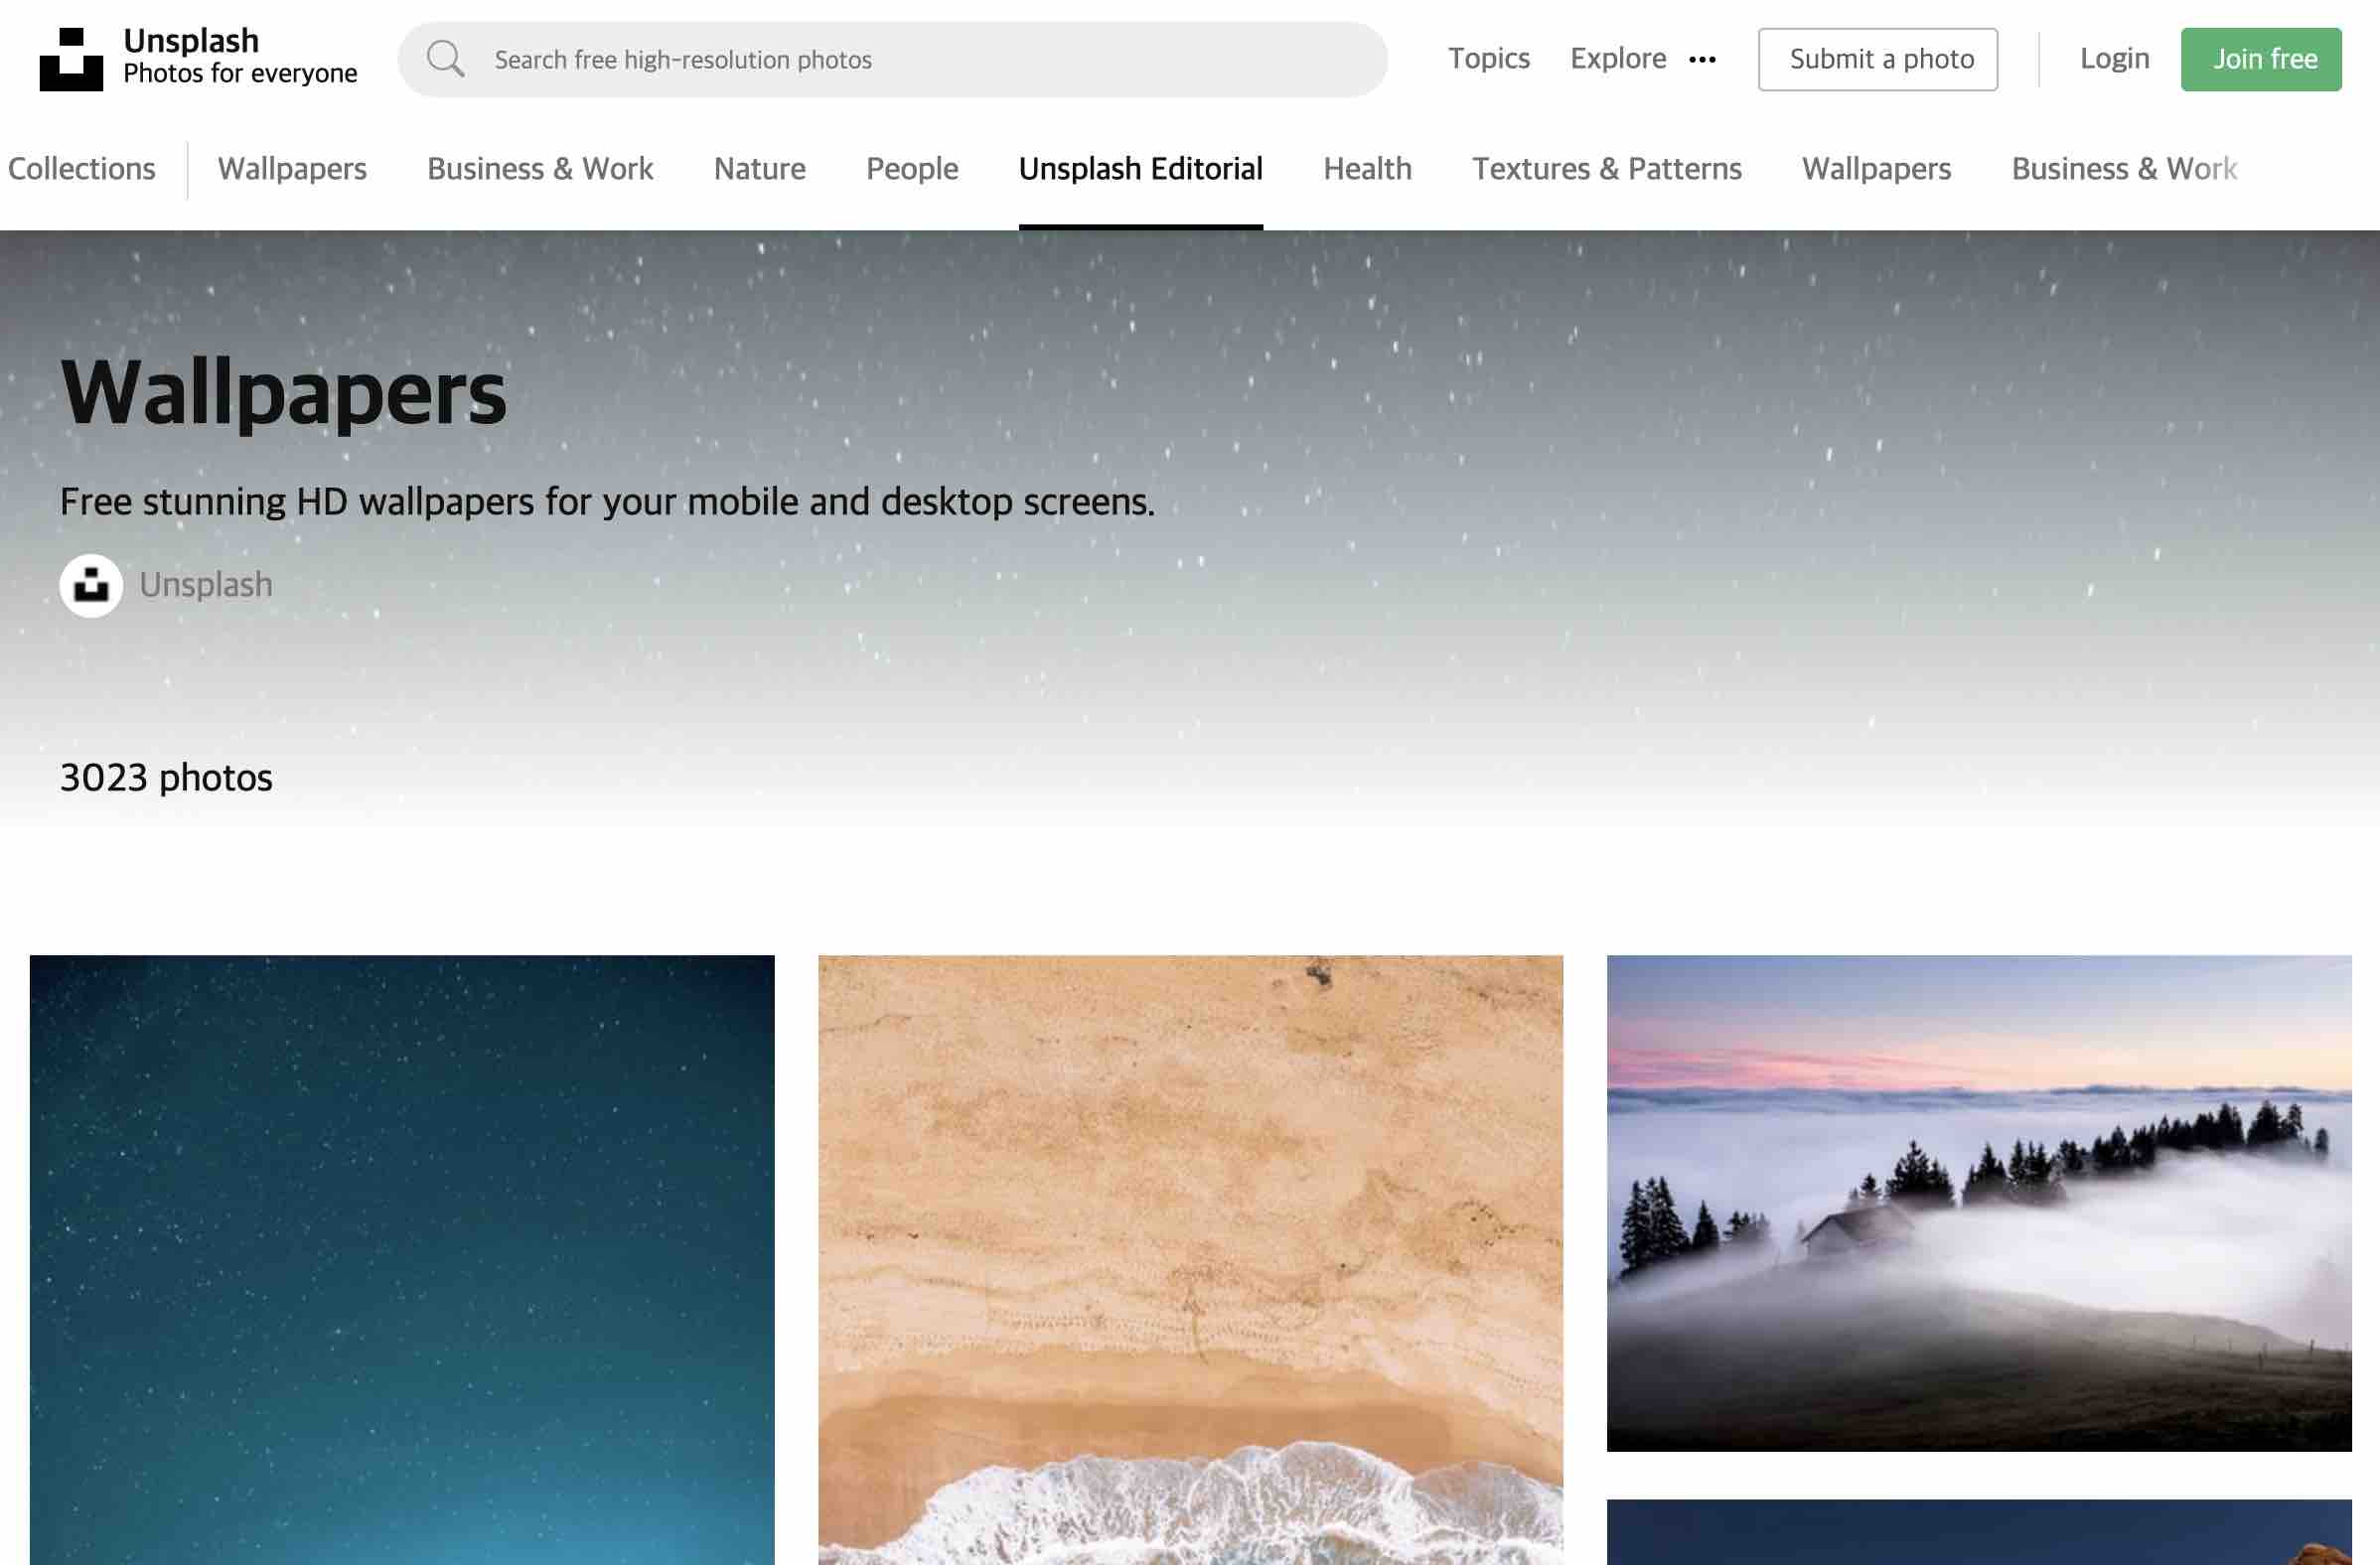 Unsplash
Photos for everyone
Search free high-resolution photos
Topics
Explore
Submit a photo
Login
Join free
Collections
Wallpapers
Business & Work
Nature
People
Unsplash Editorial
Health
Textures & Patterns
Wallpapers
Business & Work
Wallpapers
Free stunning HD wallpapers for your mobile and desktop screens.
Unsplash
3023 photos